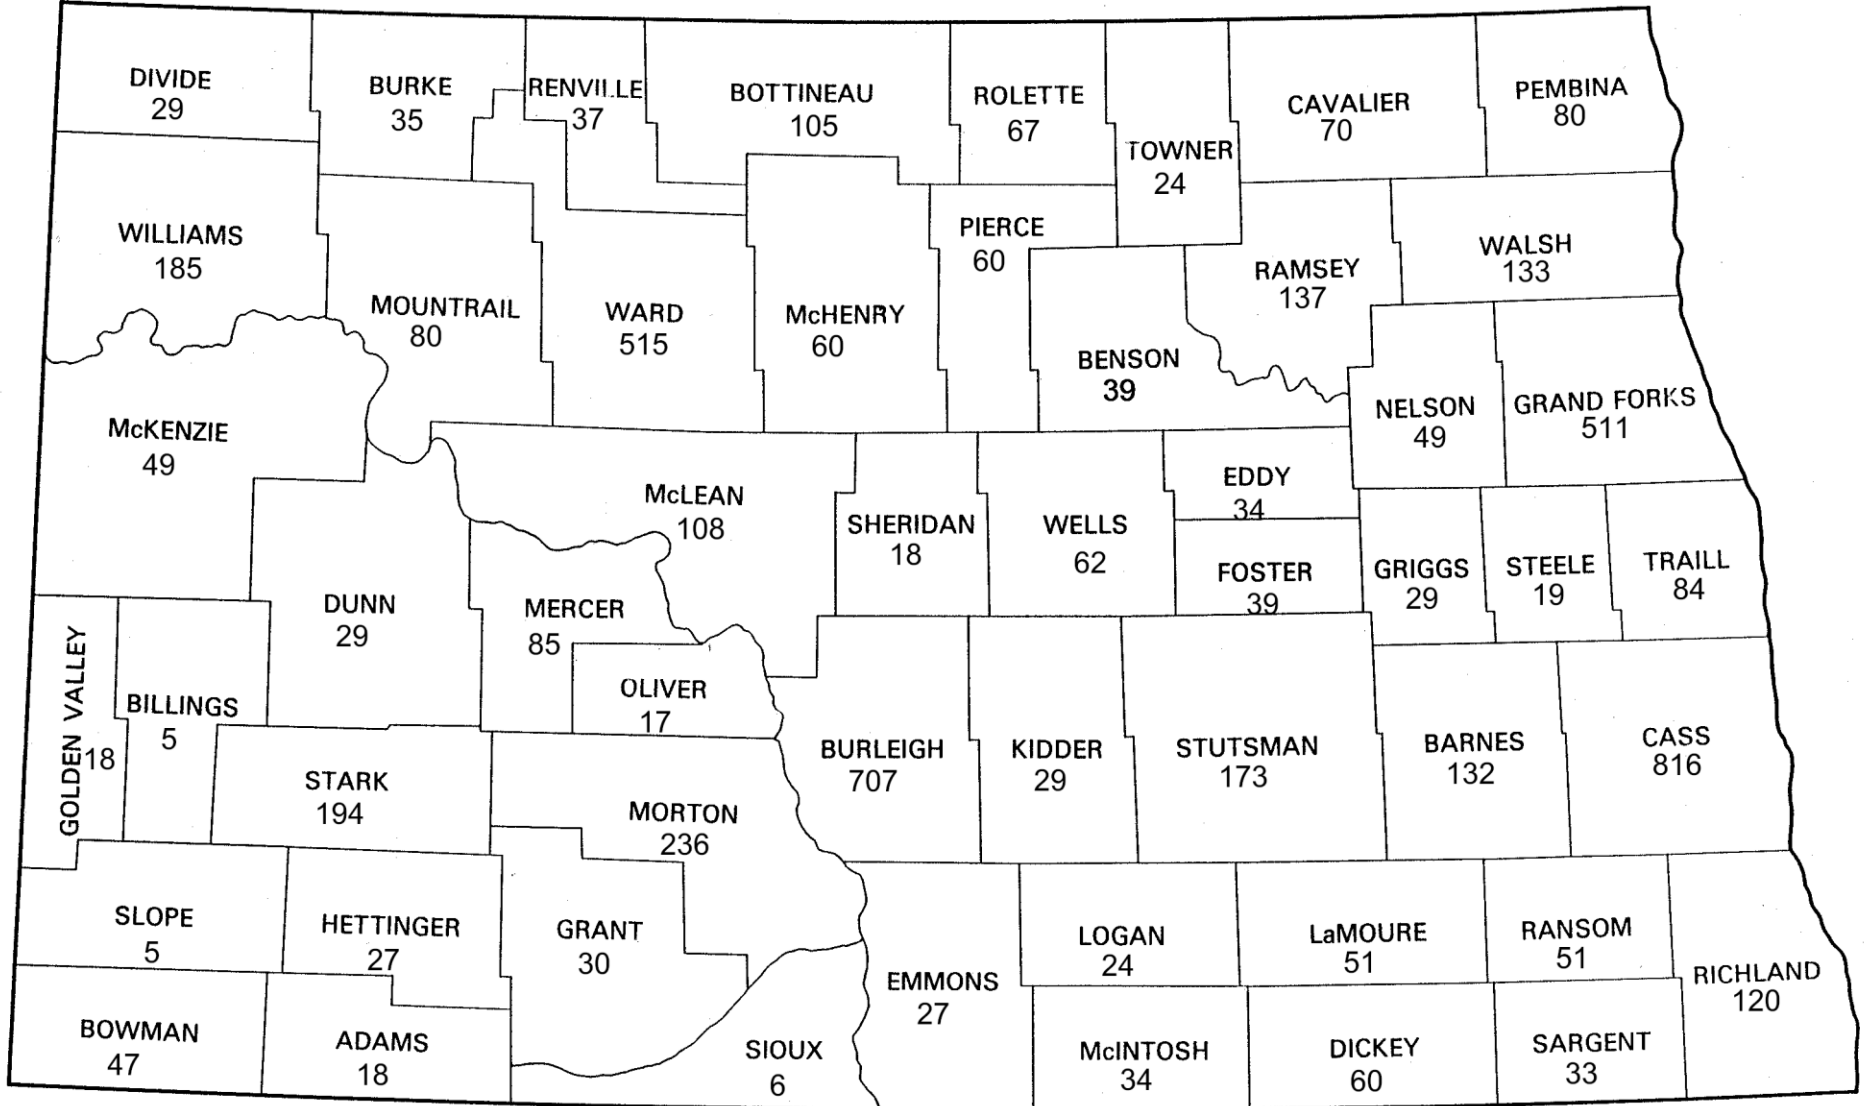 DIVIDE
29
BURKE
35
RENVILLE
37
BOTTINEAU
105
ROLETTE
67
TOWNER
24
CAVALIER
70
PEMBINA
80
WILLIAMS
185
MOUNTRAIL
80
WARD
515
McHENRY
60
PIERCE
60
BENSON
39
RAMSEY
137
WALSH
133
McKENZIE
49
NELSON
49
GRAND FORKS
511
McLEAN
108
SHERIDAN
18
WELLS
62
EDDY
34
FOSTER
39
GRIGGS
29
STEELE
19
TRAILL
84
DUNN
29
MERCER
85
OLIVER
17
GOLDEN VALLEY
18
BILLINGS
5
STARK
194
MORTON
236
BURLEIGH
707
KIDDER
29
STUTSMAN
173
BARNES
132
CASS
816
SLOPE
5
HETTINGER
27
GRANT
30
EMMONS
27
LOGAN
24
LaMOURE
51
RANSOM
51
RICHLAND
120
BOWMAN
47
ADAMS
18
SIOUX
6
McINTOSH
34
DICKEY
60
SARGENT
33